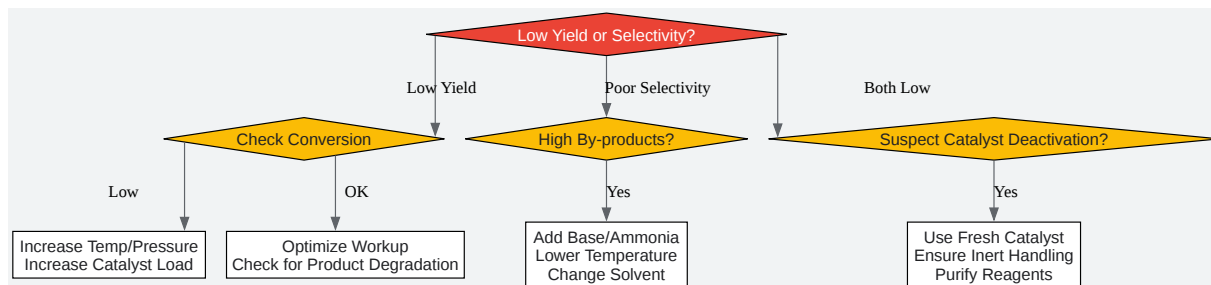 Low Yield or Selectivity?
Low Yield
Poor Selectivity
Both Low
Check Conversion
High By-products?
Suspect Catalyst Deactivation?
Low
OK
Yes
Yes
Increase Temp/Pressure
Increase Catalyst Load
Optimize Workup
Check for Product Degradation
Add Base/Ammonia
Lower Temperature
Change Solvent
Use Fresh Catalyst
Ensure Inert Handling
Purify Reagents